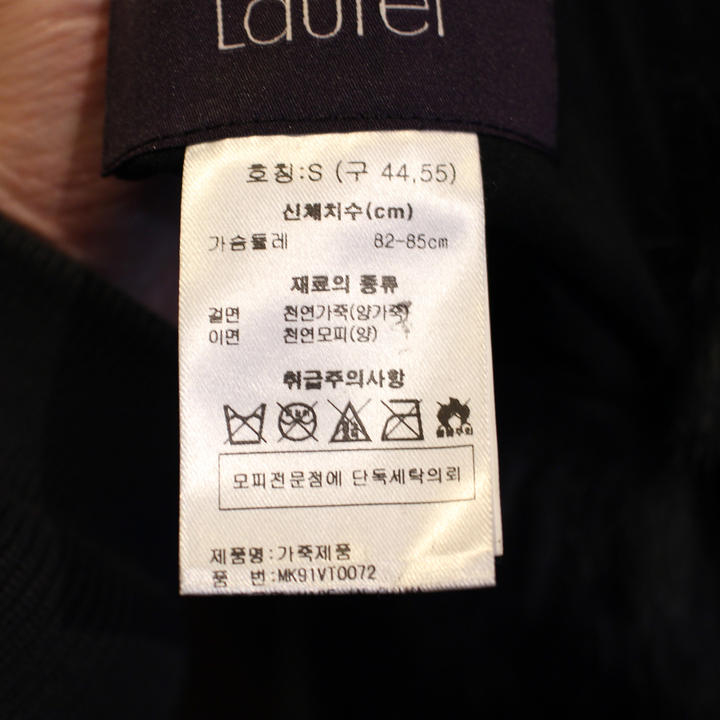 Laurel
호칭:S (구 44,55)
신체치수(cm)
가슴둘레 82-85cm
재료의 종류
겉면 천연가죽(양가죽)
이면 천연모피(양)
취급주의사항
모피전문점에 단독세탁의뢰
제품명:가죽제품
품 번:MK91VT0072